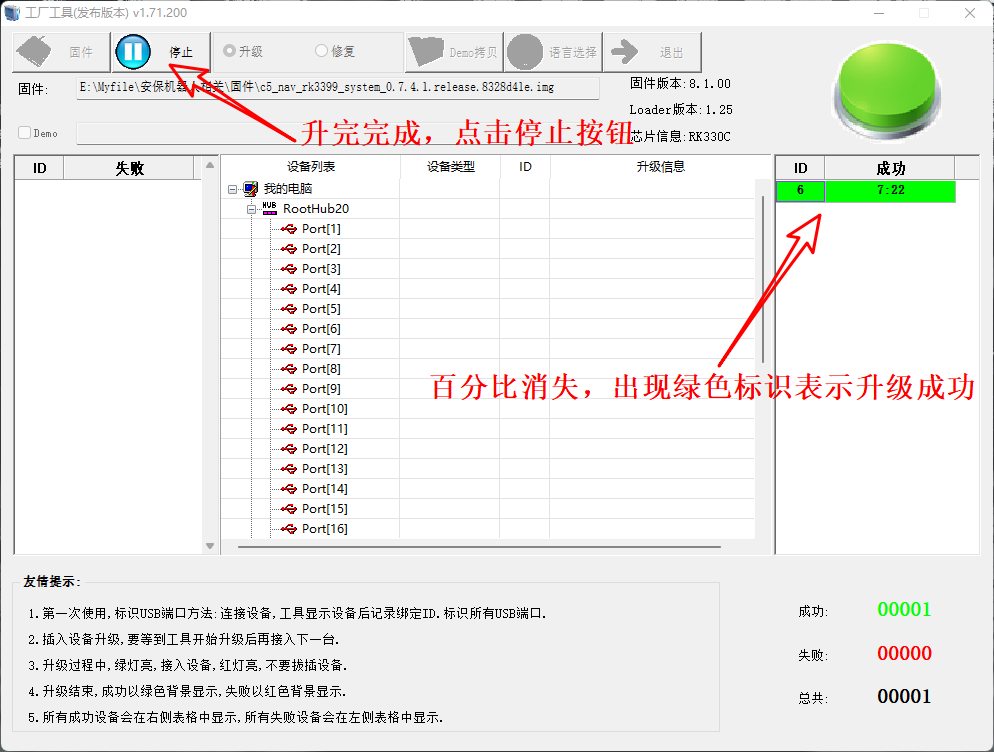 工厂工具(发布版本) v1.71.200
固件 停止 升级 修复 Demo拷贝 语言选择 退出
固件: E:\Myfile\安保机器人相关\固件\c5_nav_rk3399_system_0.7.4.1.release.8328d41e.img
固件版本:8.1.00
Loader版本:1.25
芯片信息:RK330C
Demo
升完完成，点击停止按钮
ID 失败
设备列表 设备类型 ID 升级信息
ID 成功
6 7:22
我的电脑
HUB RootHub20
Port[1]
Port[2]
Port[3]
Port[4]
Port[5]
Port[6]
Port[7]
Port[8]
Port[9]
Port[10]
Port[11]
Port[12]
Port[13]
Port[14]
Port[15]
Port[16]
百分比消失，出现绿色标识表示升级成功
友情提示:
1.第一次使用,标识USB端口方法:连接设备,工具显示设备后记录绑定ID.标识所有USB端口.
2.插入设备升级,要等到工具开始升级后再接入下一台.
3.升级过程中,绿灯亮,接入设备,红灯亮,不要拔插设备.
4.升级结束,成功以绿色背景显示,失败以红色背景显示.
5.所有成功设备会在右侧表格中显示,所有失败设备会在左侧表格中显示.
成功: 00001
失败: 00000
总共: 00001